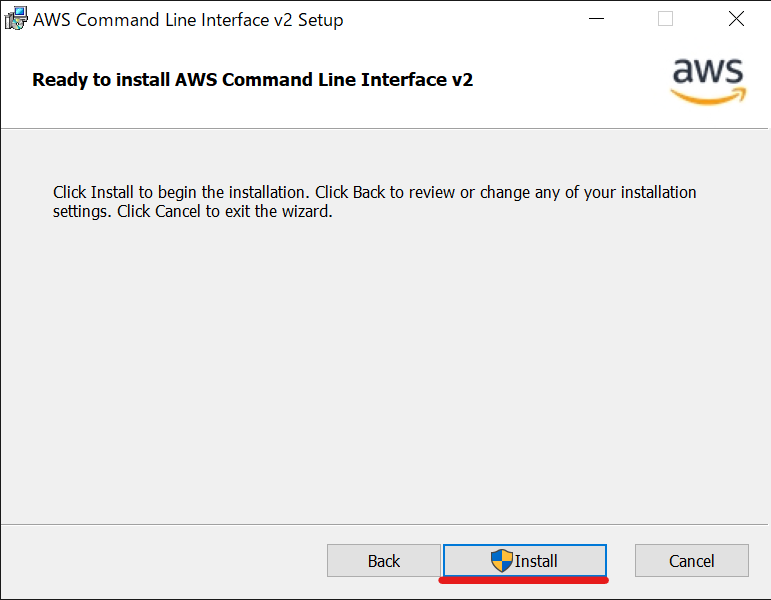 AWS Command Line Interface v2 Setup
Ready to install AWS Command Line Interface v2
aws
Click Install to begin the installation. Click Back to review or change any of your installation
settings. Click Cancel to exit the wizard.
Back
Install
Cancel